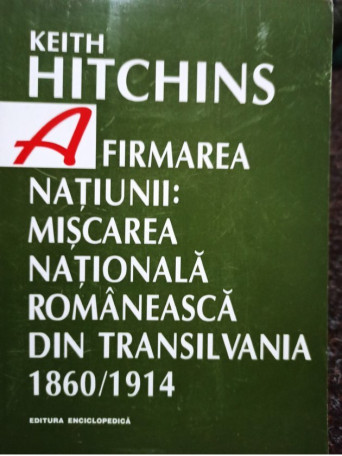 KEITH
HITCHINS
AFIRMAREA
NAȚIUNII:
MIȘCAREA
NAȚIONALĂ
ROMÂNEASCĂ
DIN TRANSILVANIA
1860/1914
EDITURA ENCICLOPEDICĂ